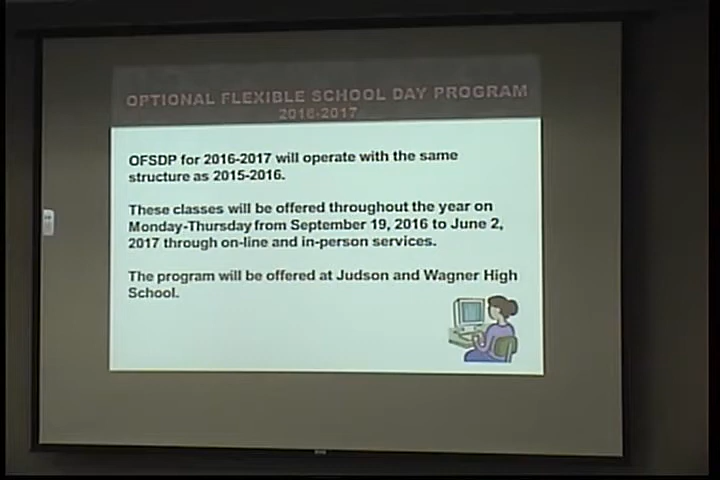 OPTIONAL FLEXIBLE SCHOOL DAY PROGRAM
2016-2017
OFSDP for 2016-2017 will operate with the same
structure as 2015-2016.
These classes will be offered throughout the year on
Monday-Thursday from September 19, 2016 to June 2,
2017 through on-line and in-person services.
The program will be offered at Judson and Wagner High
School.